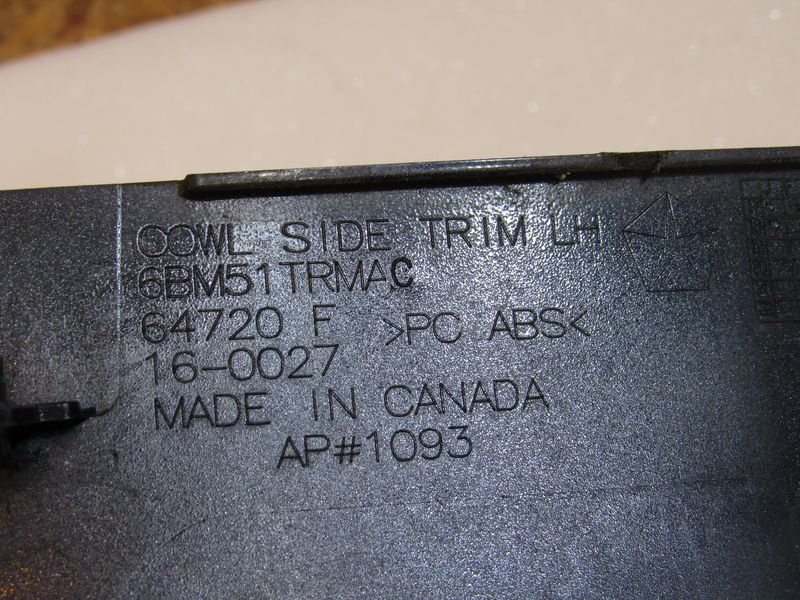 COWL SIDE TRIM LH
6BM51TRMAC
64720 F >PC ABS<
16-0027
MADE IN CANADA
AP#1093